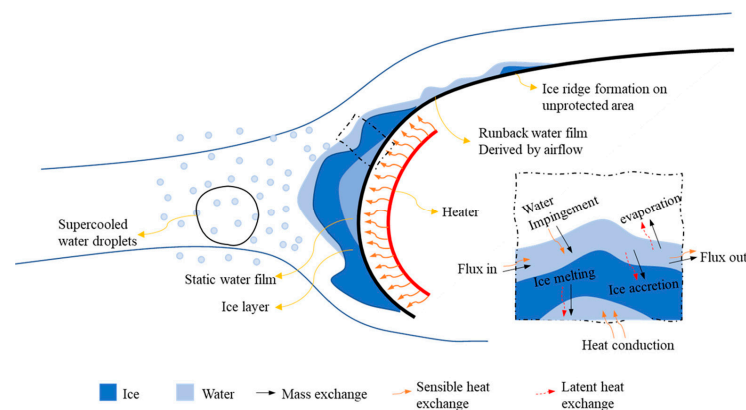 Ice ridge formation on
unprotected area
Runback water film
Derived by airflow
Heater
Supercooled
water droplets
Static water film
Ice layer
Water
Impingement
evaporation
Flux in
Flux out
Ice melting
Ice accretion
Heat conduction
Ice
Water
Mass exchange
Sensible heat
exchange
Latent heat
exchange